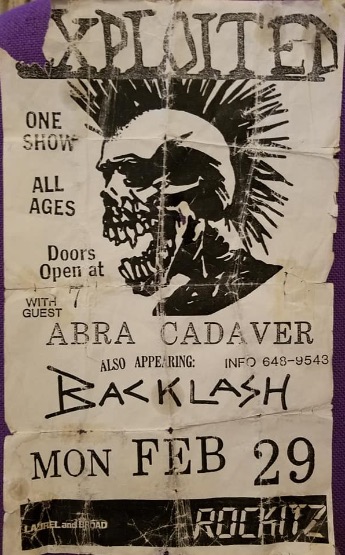 EXPLOITED
ONE
SHOW
ALL
AGES
Doors
Open at
7
WITH
GUEST
ABRA CADAVER
ALSO APPEARING:
INFO 648-9543
BACKLASH
MON FEB 29
LAUREL and BROAD
ROCKITZ